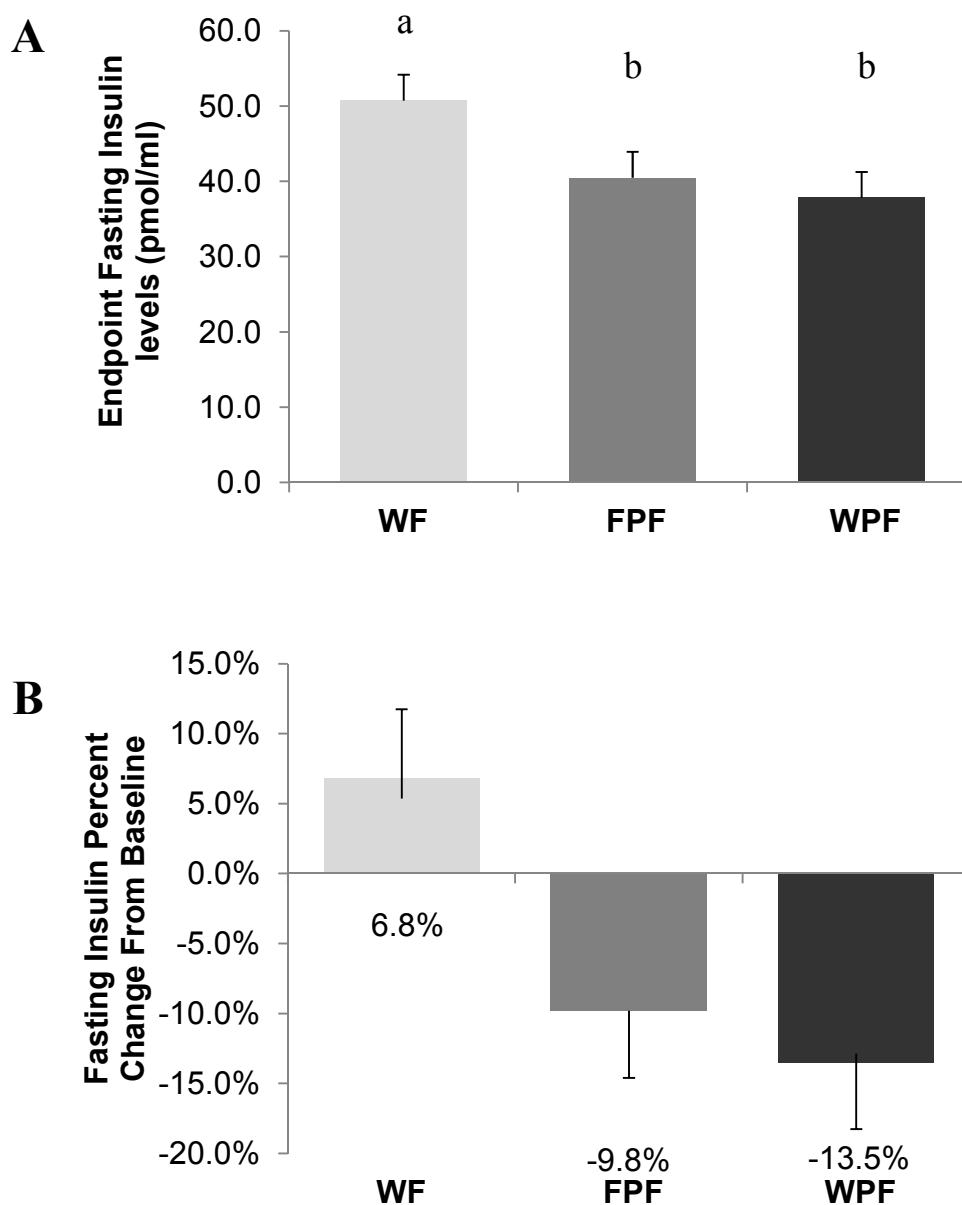 A
Endpoint Fasting Insulin
levels (pmol/ml)
60.0
50.0
40.0
30.0
20.0
10.0
0.0
a
b
b
WF
FPF
WPF
B
Fasting Insulin Percent
Change From Baseline
15.0%
10.0%
5.0%
0.0%
-5.0%
-10.0%
-15.0%
-20.0%
6.8%
-9.8%
-13.5%
WF
FPF
WPF